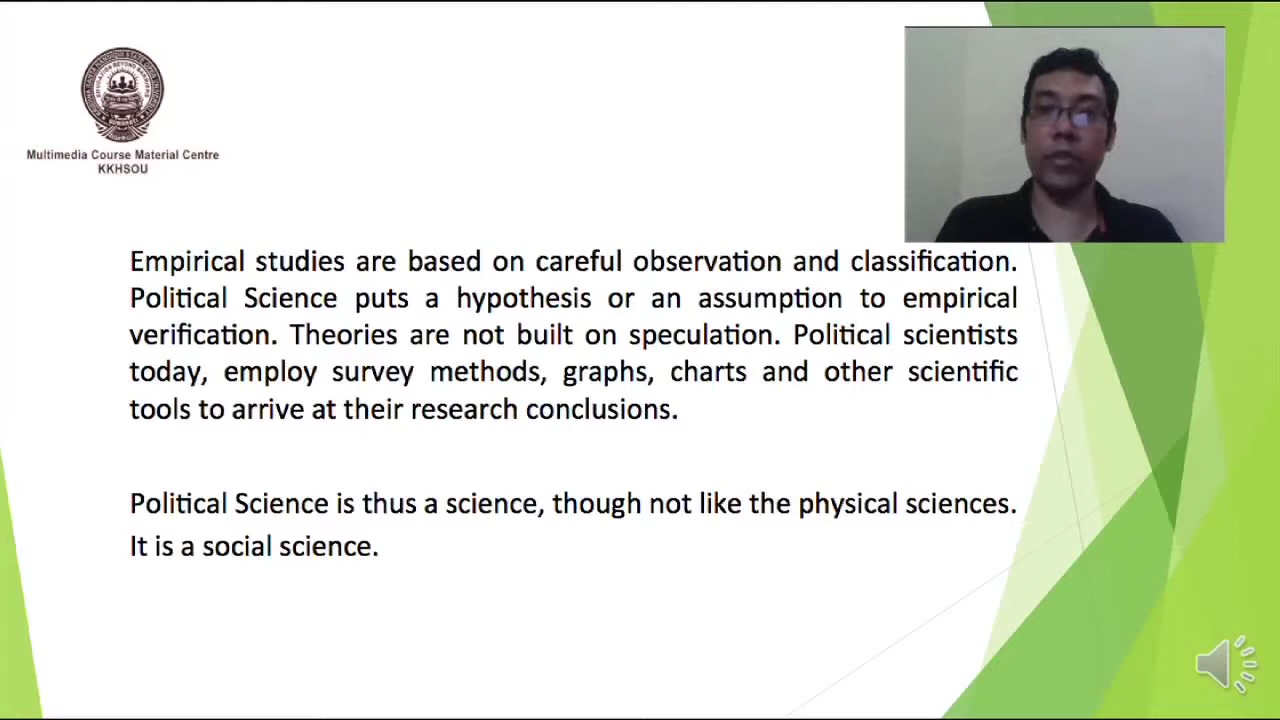 Multimedia Course Material Centre
KKHSOU
Empirical studies are based on careful observation and classification.
Political Science puts a hypothesis or an assumption to empirical
verification. Theories are not built on speculation. Political scientists
today, employ survey methods, graphs, charts and other scientific
tools to arrive at their research conclusions.
Political Science is thus a science, though not like the physical sciences.
It is a social science.